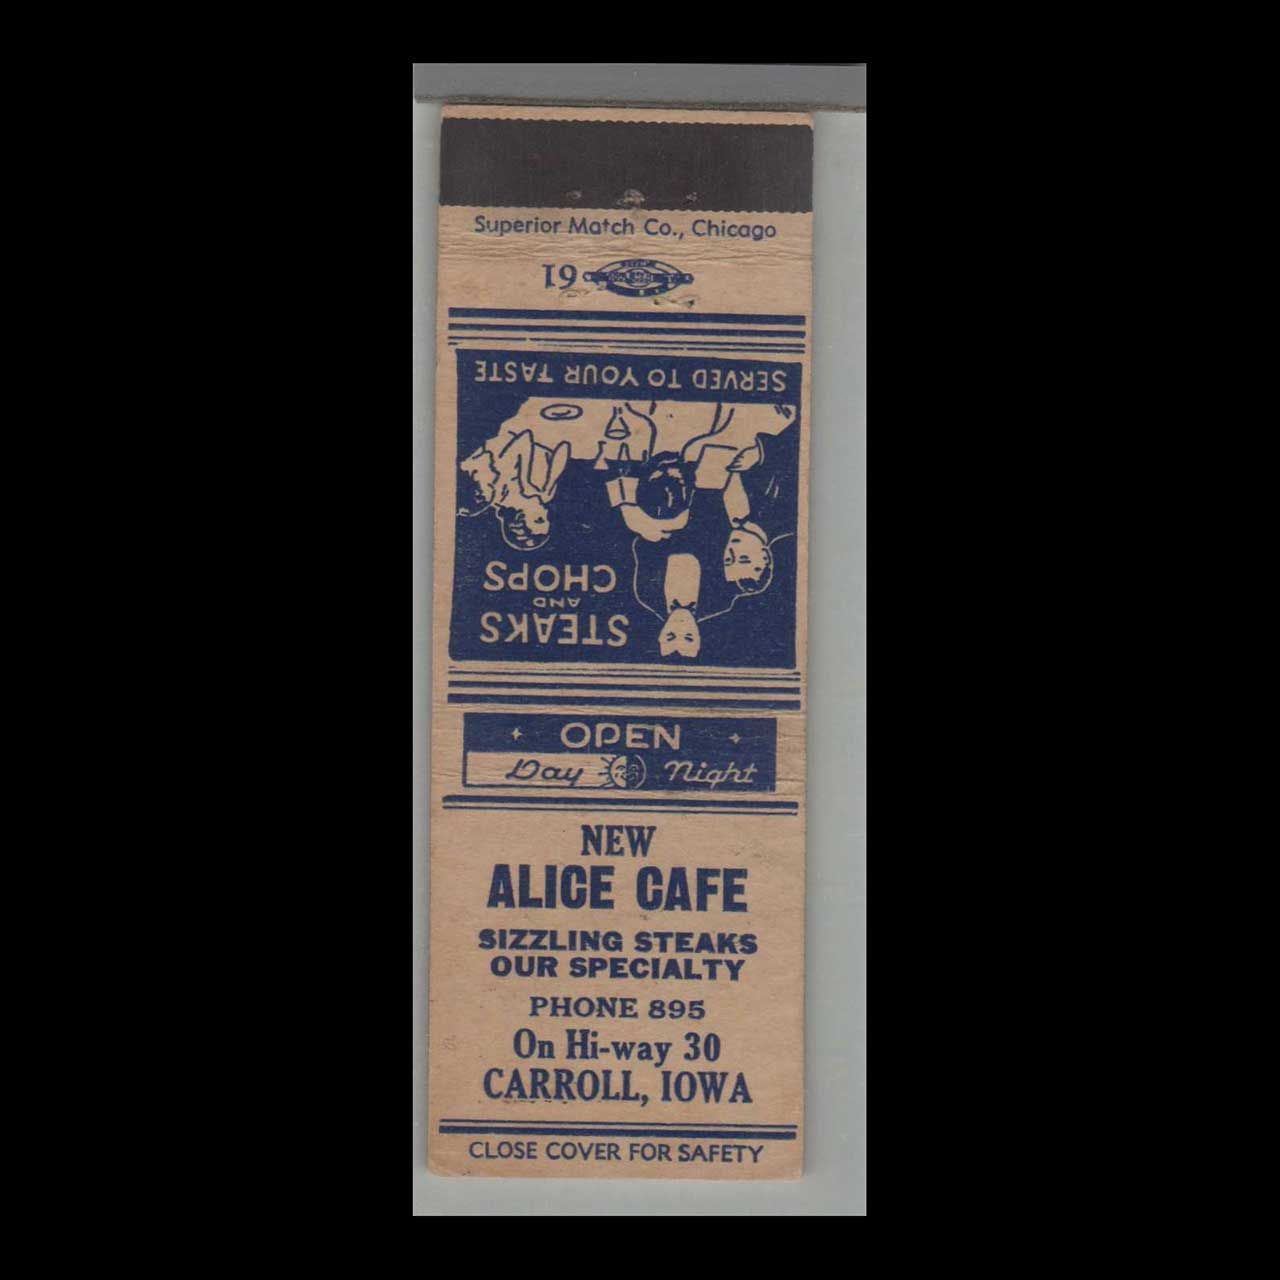 Superior Match Co., Chicago
61
SERVED TO YOUR TASTE
STEAKS
AND
CHOPS
OPEN
Day Night
NEW
ALICE CAFE
SIZZLING STEAKS
OUR SPECIALTY
PHONE 895
On Hi-way 30
CARROLL, IOWA
CLOSE COVER FOR SAFETY